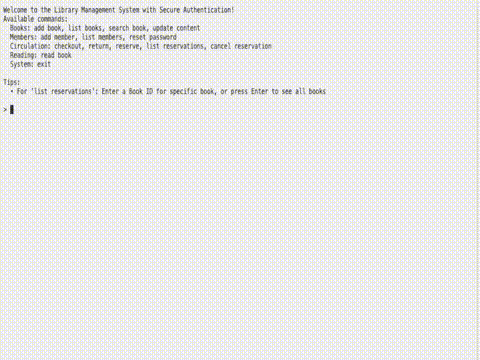 Welcome to the Library Management System with Secure Authentication!
Available commands:
  Books: add book, list books, search book, update content
  Members: add member, list members, reset password
  Circulation: checkout, return, reserve, list reservations, cancel reservation
  Reading: read book
  System: exit

Tips:
  • For 'list reservations': Enter a Book ID for specific book, or press Enter to see all books

>